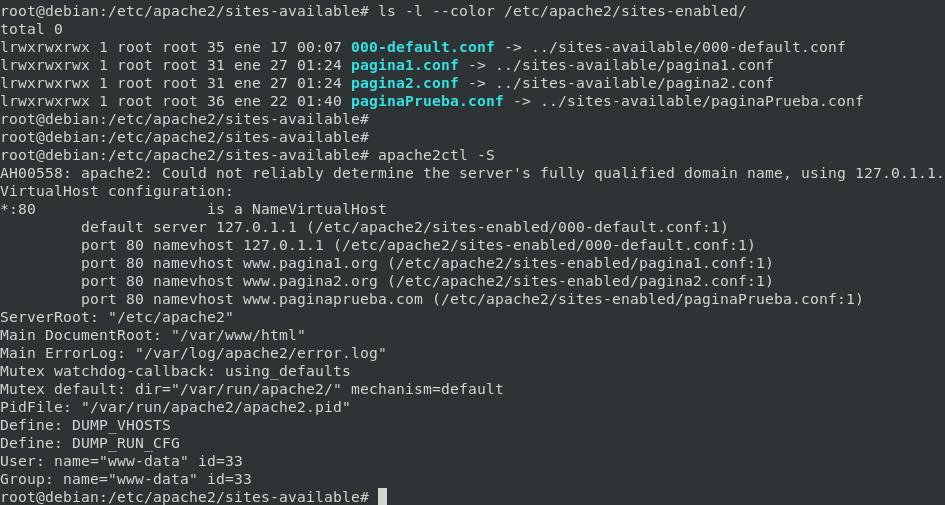 root@debian:/etc/apache2/sites-available# ls -l --color /etc/apache2/sites-enabled/
total 0
lrwxrwxrwx 1 root root 35 ene 17 00:07 000-default.conf -> ../sites-available/000-default.conf
lrwxrwxrwx 1 root root 31 ene 27 01:24 pagina1.conf -> ../sites-available/pagina1.conf
lrwxrwxrwx 1 root root 31 ene 27 01:24 pagina2.conf -> ../sites-available/pagina2.conf
lrwxrwxrwx 1 root root 36 ene 22 01:40 paginaPrueba.conf -> ../sites-available/paginaPrueba.conf
root@debian:/etc/apache2/sites-available#
root@debian:/etc/apache2/sites-available#
root@debian:/etc/apache2/sites-available# apache2ctl -S
AH00558: apache2: Could not reliably determine the server's fully qualified domain name, using 127.0.1.1.
VirtualHost configuration:
*:80                   is a NameVirtualHost
         default server 127.0.1.1 (/etc/apache2/sites-enabled/000-default.conf:1)
         port 80 namevhost 127.0.1.1 (/etc/apache2/sites-enabled/000-default.conf:1)
         port 80 namevhost www.pagina1.org (/etc/apache2/sites-enabled/pagina1.conf:1)
         port 80 namevhost www.pagina2.org (/etc/apache2/sites-enabled/pagina2.conf:1)
         port 80 namevhost www.paginaprueba.com (/etc/apache2/sites-enabled/paginaPrueba.conf:1)
ServerRoot: "/etc/apache2"
Main DocumentRoot: "/var/www/html"
Main ErrorLog: "/var/log/apache2/error.log"
Mutex watchdog-callback: using_defaults
Mutex default: dir="/var/run/apache2/" mechanism=default
PidFile: "/var/run/apache2/apache2.pid"
Define: DUMP_VHOSTS
Define: DUMP_RUN_CFG
User: name="www-data" id=33
Group: name="www-data" id=33
root@debian:/etc/apache2/sites-available#